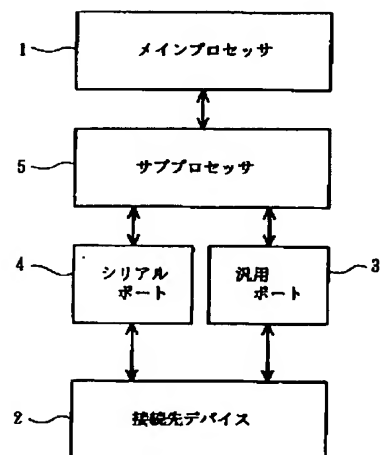 1
メインプロセッサ
5
サブプロセッサ
4
シリアル
ポート
汎用
ポート
3
2
接続先デバイス